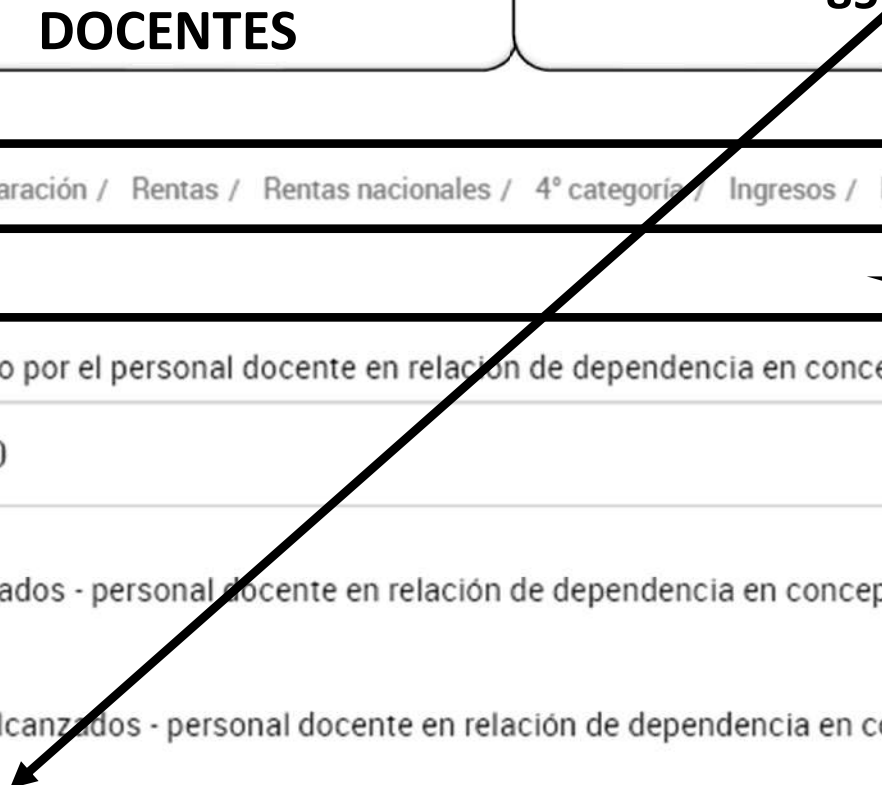 DOCENTES
aración / Rentas / Rentas nacionales / 4° categoría / Ingresos /
o por el personal docente en relación de dependencia en conce
ados - personal docente en relación de dependencia en concep
lcanzados - personal docente en relación de dependencia en c